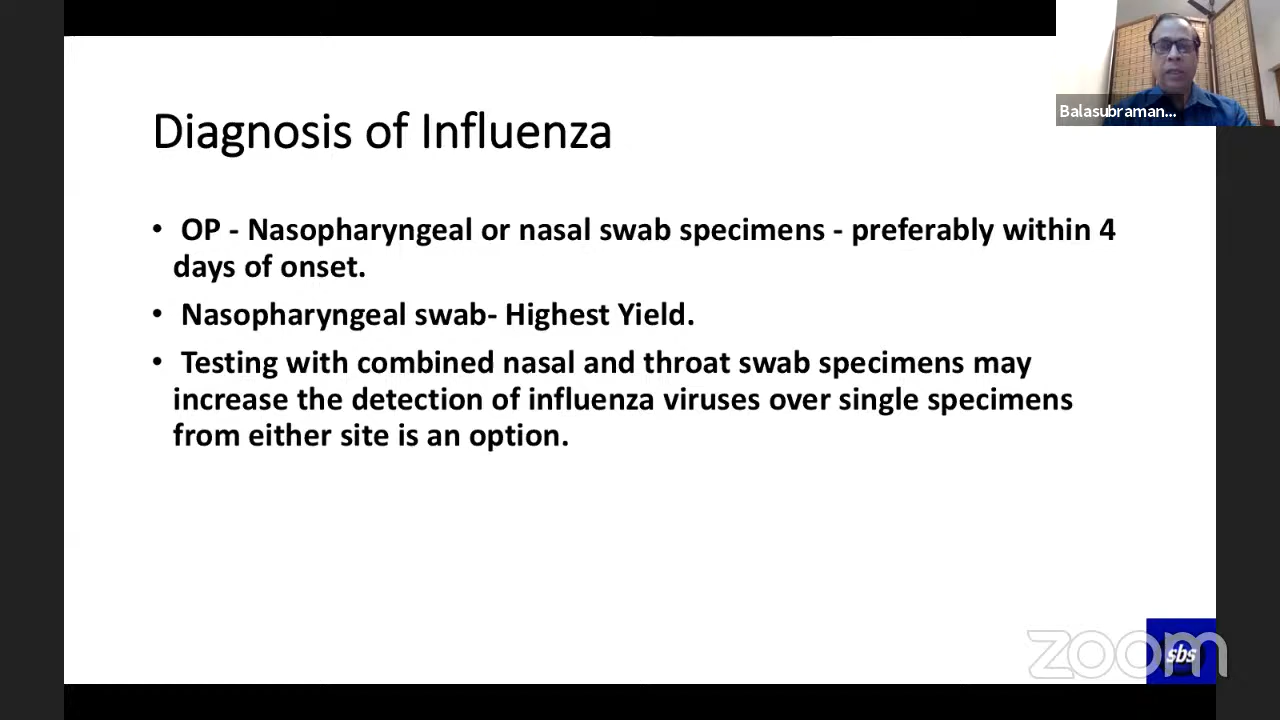 Balasubraman...
Diagnosis of Influenza
• OP - Nasopharyngeal or nasal swab specimens - preferably within 4
days of onset.
• Nasopharyngeal swab- Highest Yield.
• Testing with combined nasal and throat swab specimens may
increase the detection of influenza viruses over single specimens
from either site is an option.
zoom
sbs